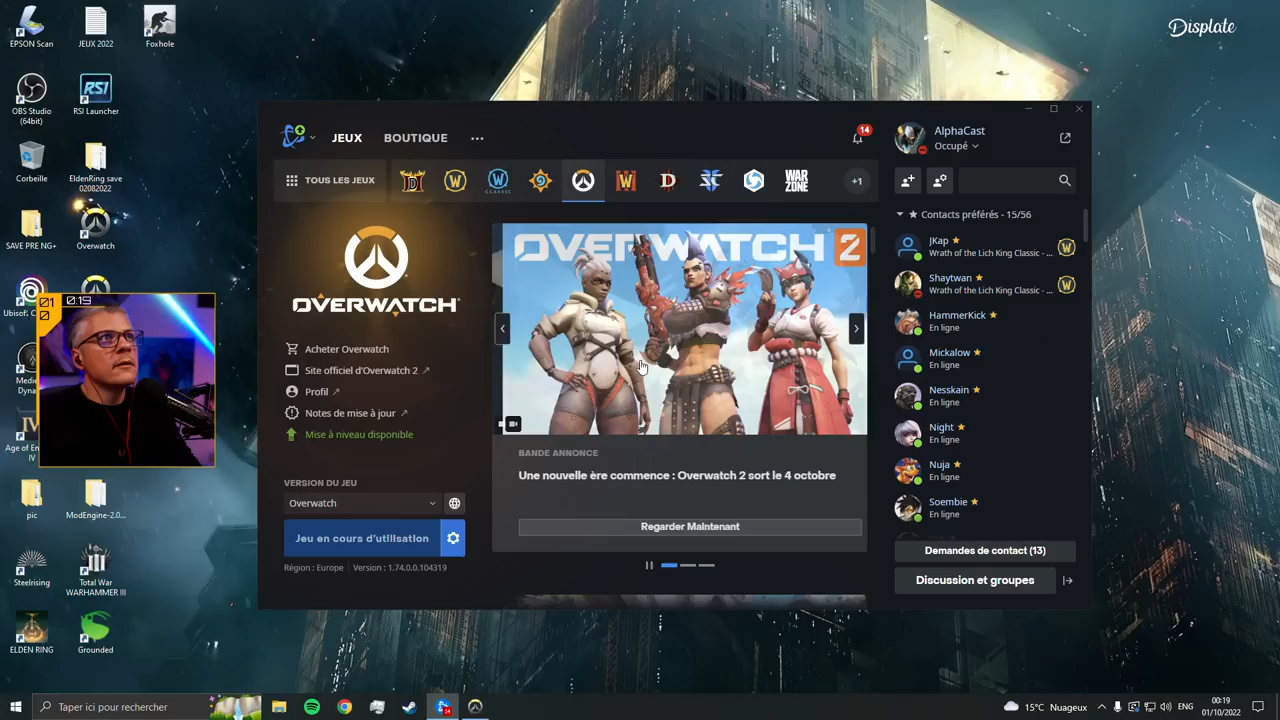 EPSON Scan
JEUX 2022
Foxhole
Displate
OBS Studio
(64bit)
RSI
RSI Launcher
Corbeille
EldenRing save
02082022
SAVE PRE NG+
Overwatch
01
0:19
0
pic
ModEngine-2.0...
Steelrising
Total War
WARHAMMER III
ELDEN RING
Grounded
JEUX
BOUTIQUE
14
TOUS LES JEUX
CLASSIC
WAR
ZONE
+1
OVERWATCH
Acheter Overwatch
Site officiel d'Overwatch 2
Profil
Notes de mise à jour
Mise à niveau disponible
VERSION DU JEU
Overwatch
Jeu en cours d'utilisation
Région : Europe
Version : 1.74.0.0.104319
OVERWATCH 2
BANDE ANNONCE
Une nouvelle ère commence : Overwatch 2 sort le 4 octobre
Regarder Maintenant
AlphaCast
Occupé
Contacts préférés - 15/56
JKap
Wrath of the Lich King Classic - ...
Shaytwan
Wrath of the Lich King Classic - ...
HammerKick
En ligne
Mickalow
En ligne
Nesskain
En ligne
Night
En ligne
Nuja
En ligne
Soembie
En ligne
Demandes de contact (13)
Discussion et groupes
Taper ici pour rechercher
15°C Nuageux
ENG
00:19
01/10/2022